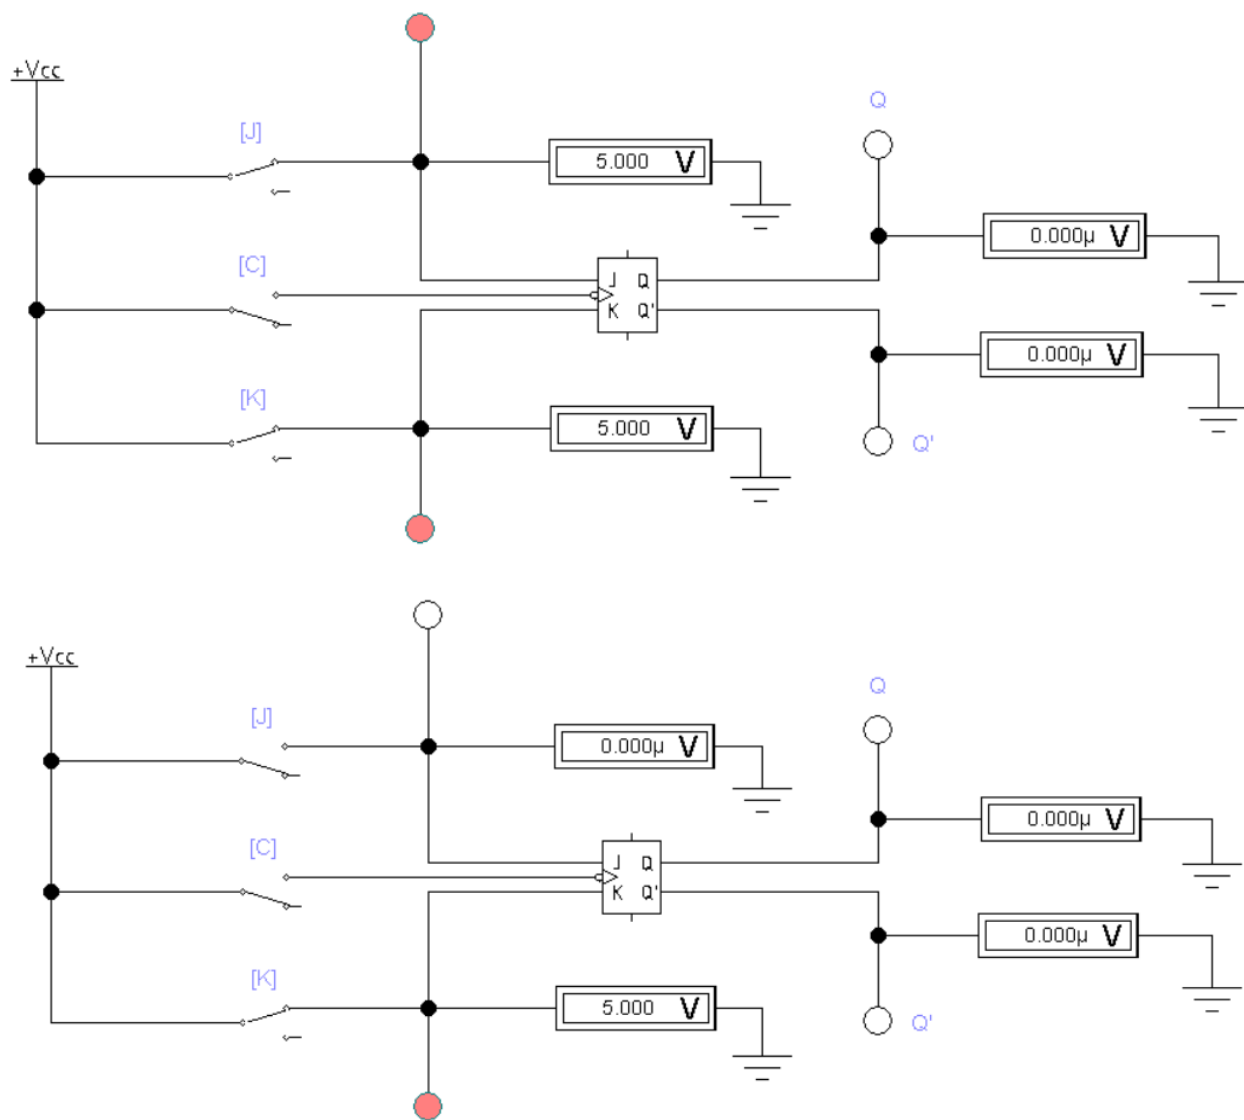 +Vcc
[J]
5.000 V
Q
0.000µ V
[C]
J Q
K Q'
0.000µ V
[K]
5.000 V
Q'
+Vcc
[J]
0.000µ V
Q
0.000µ V
[C]
J Q
K Q'
0.000µ V
[K]
5.000 V
Q'